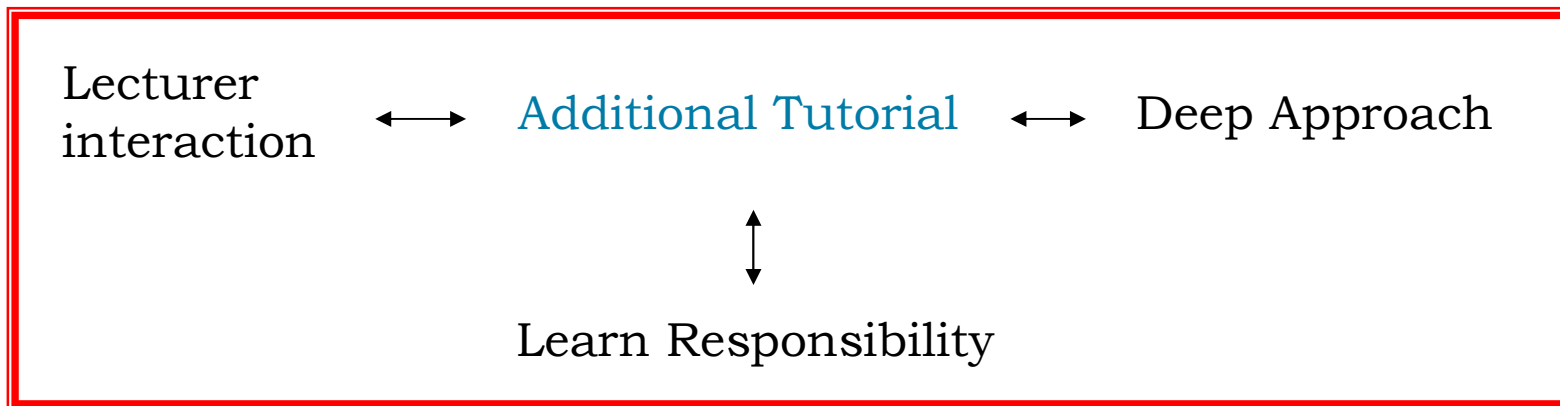 Lecturer
interaction
Additional Tutorial
Deep Approach
Learn Responsibility